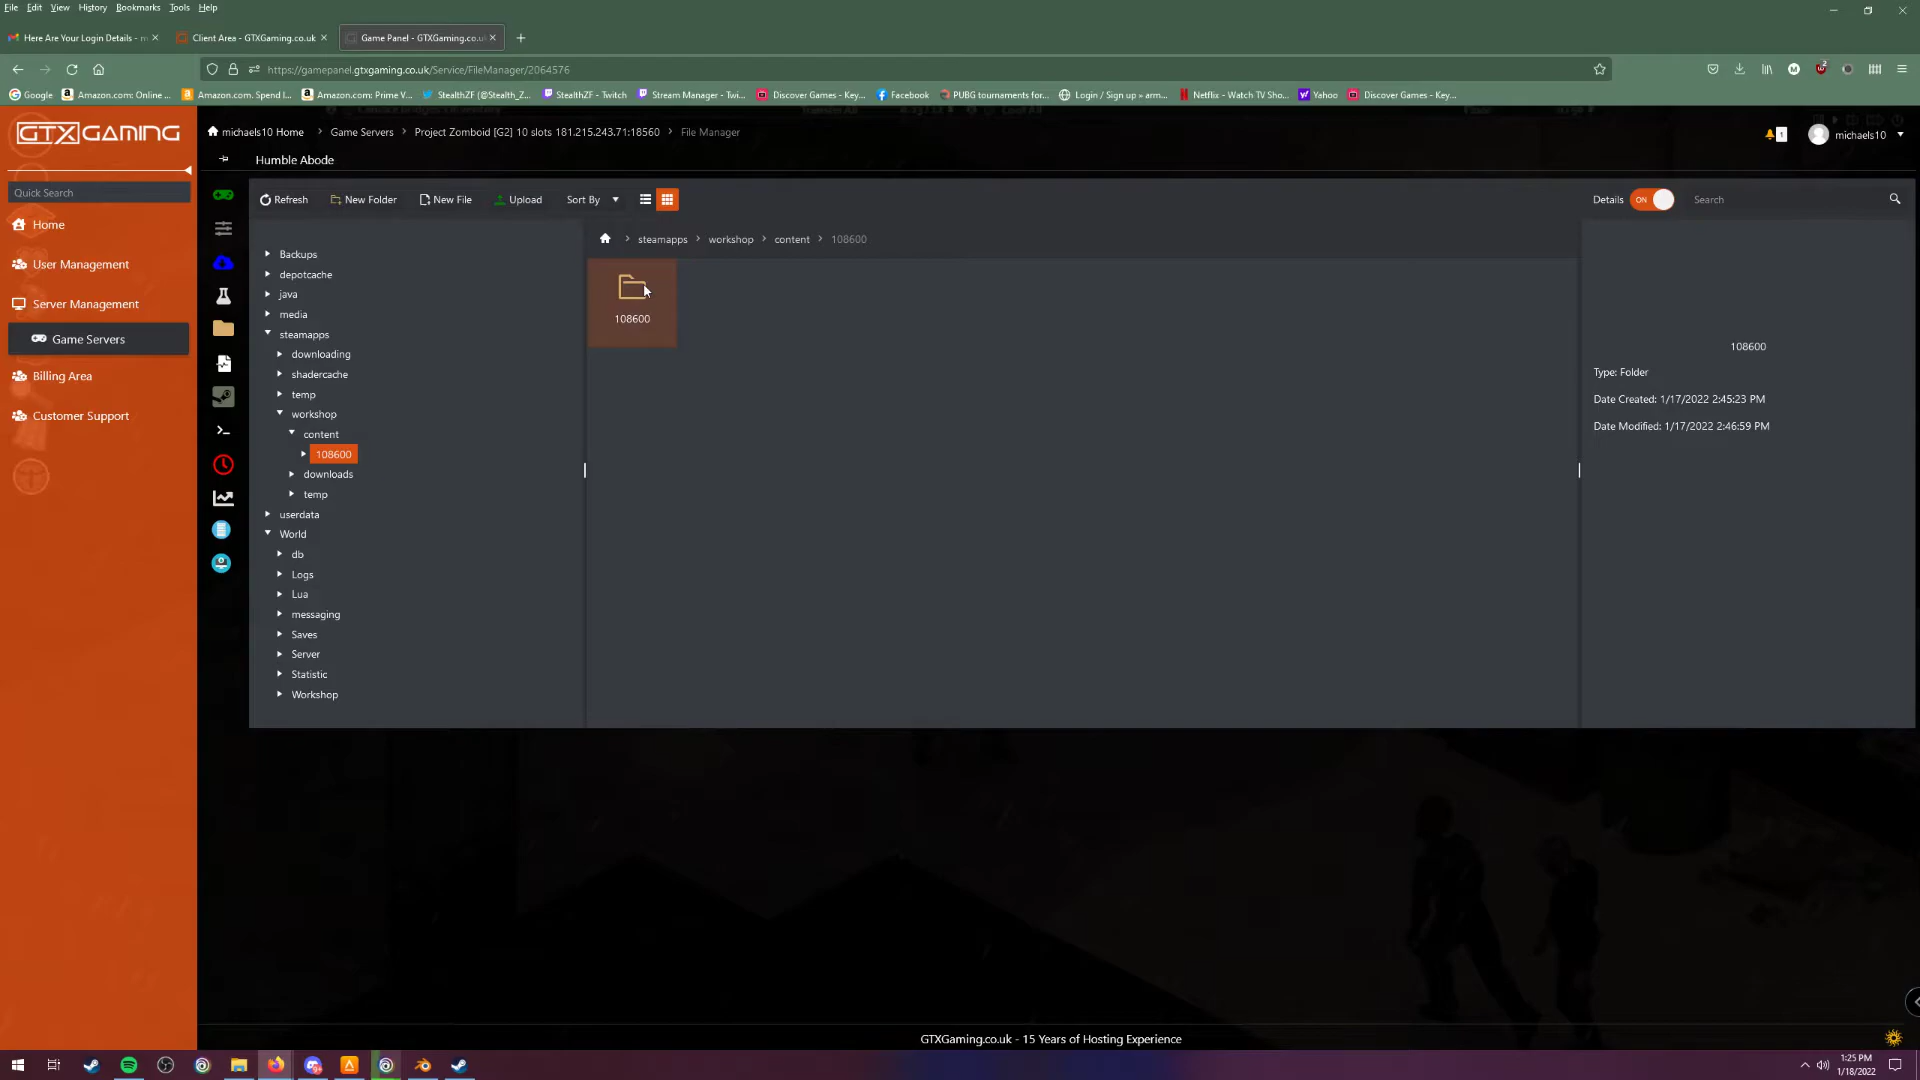 File Edit View History Bookmarks Tools Help
Here Are Your Login Details - m
Client Area - GTXGaming.co.uk
Game Panel - GTXGaming.co.uk
https://gamepanel.gtxgaming.co.uk/Service/FileManager/2064576
Google Amazon.com: Online ... Amazon.com. Spend l... Amazon.com: Prime V... StealthZF (@Stealth_Z... StealthZF - Twitch Stream Manager - Twi... Discover Games - Key... Facebook PUBG tournaments for... Login / Sign up » arm... Netflix - Watch TV Sho... Yahoo Discover Games - Key...
GTXGAMING
michaels10 Home Game Servers Project Zomboid [G2] 10 slots 181.215.243.71:18560 File Manager
1
michaels10
Humble Abode
Quick Search
Home
User Management
Server Management
Game Servers
Billing Area
Customer Support
Refresh New Folder New File Upload Sort By
Details ON Search
Backups
depotcache
java
media
steamapps
downloading
shadercache
temp
workshop
content
108600
downloads
temp
userdata
World
db
Logs
Lua
messaging
Saves
Server
Statistic
Workshop
steamapps workshop content 108600
108600
108600
Type: Folder
Date Created: 1/17/2022 2:45:23 PM
Date Modified: 1/17/2022 2:46:59 PM
GTXGaming.co.uk - 15 Years of Hosting Experience
1:25 PM
1/18/2022